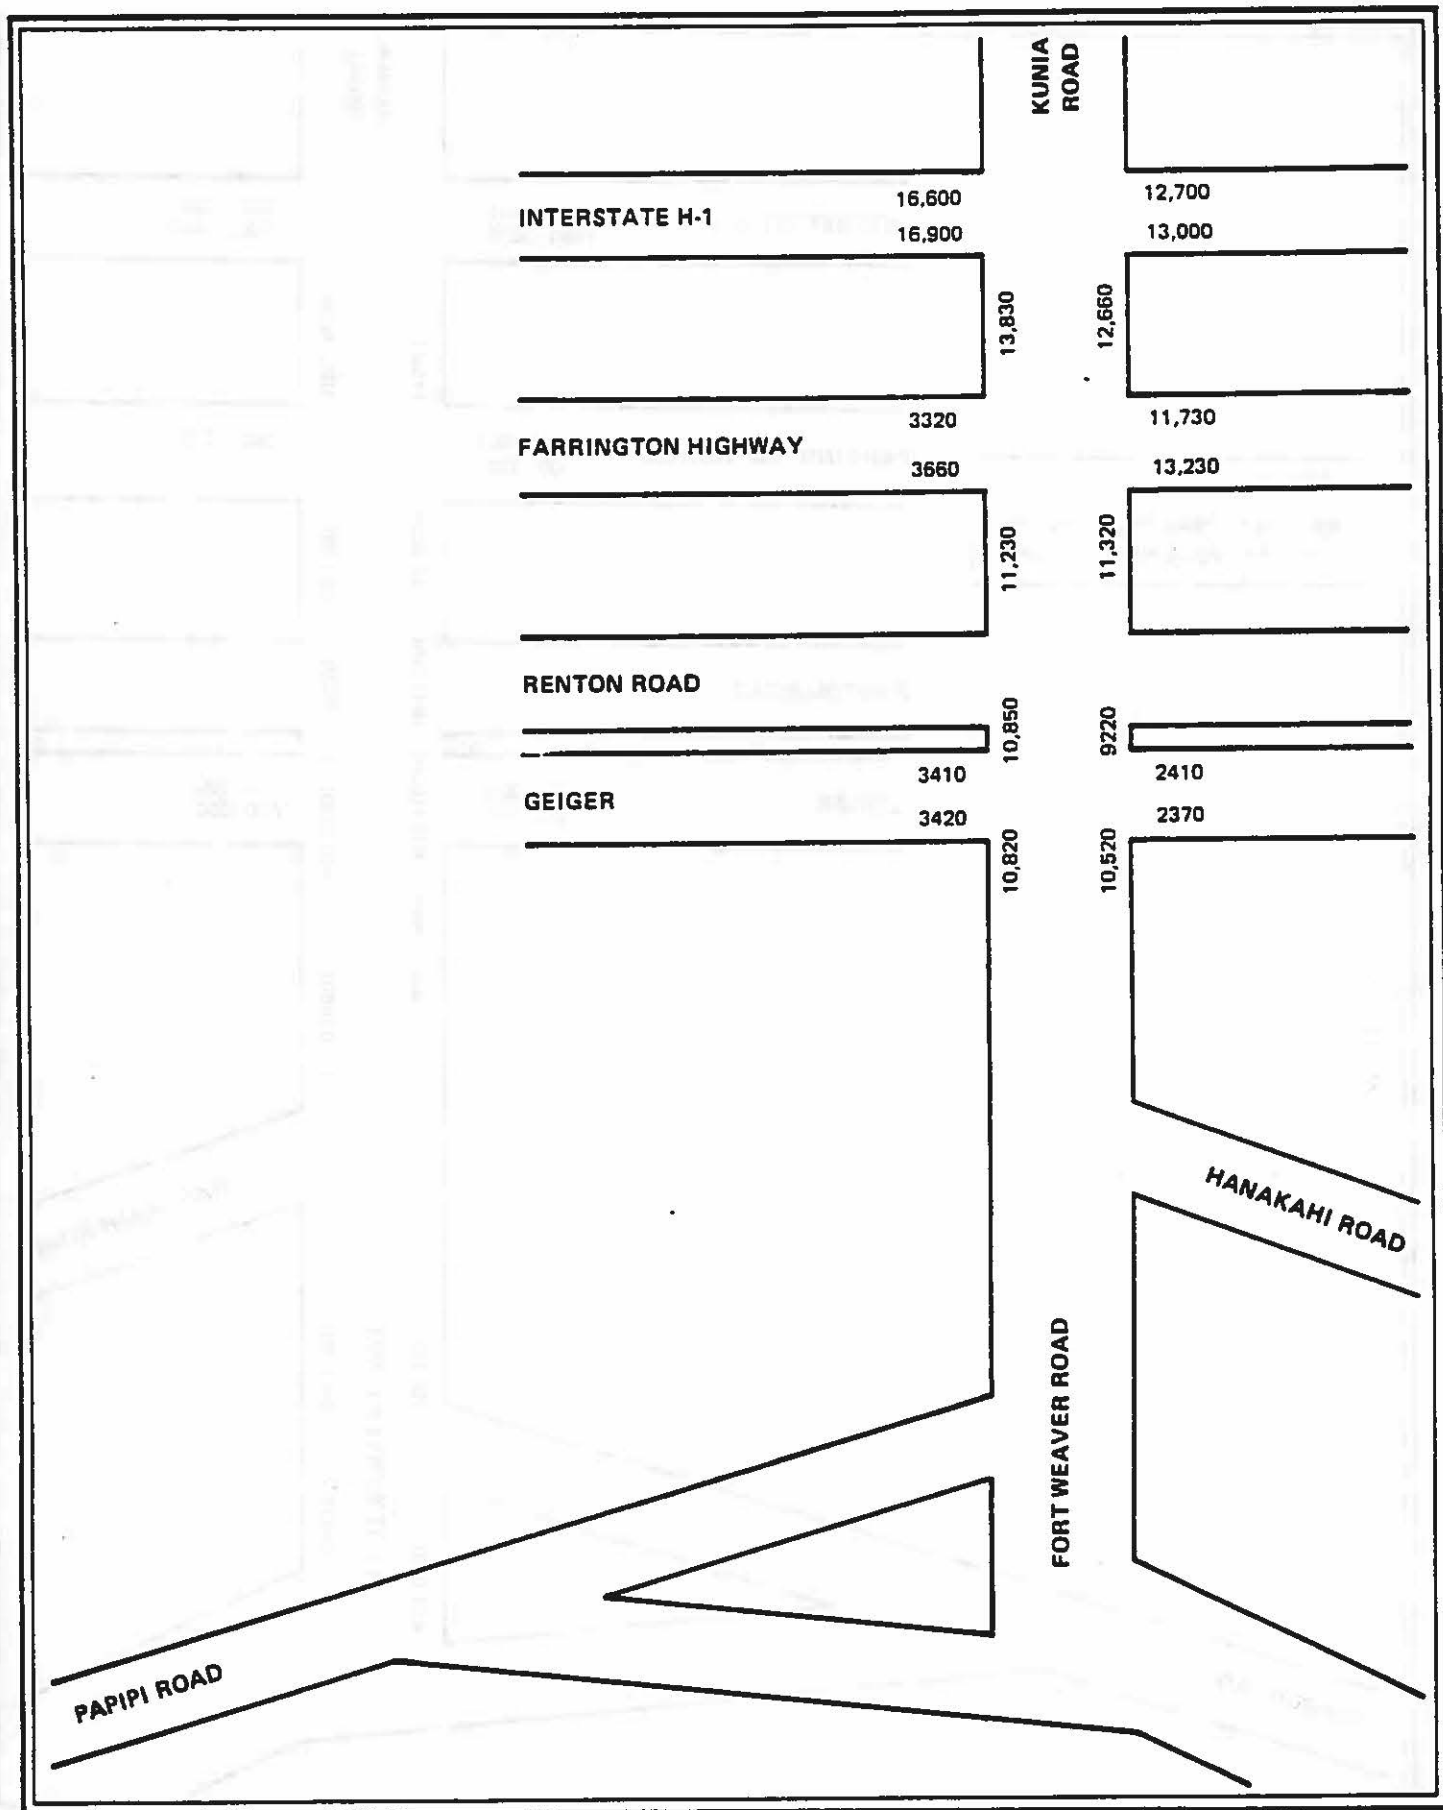 KUNIA
ROAD
16,600
12,700
INTERSTATE H-1
16,900
13,000
13,830
12,660
3320
11,730
FARRINGTON HIGHWAY
3660
13,230
11,230
11,320
RENTON ROAD
10,850
9220
3410
2410
GEIGER
3420
2370
10,820
10,520
HANAKAHI ROAD
FORT WEAVER ROAD
PAPIPI ROAD